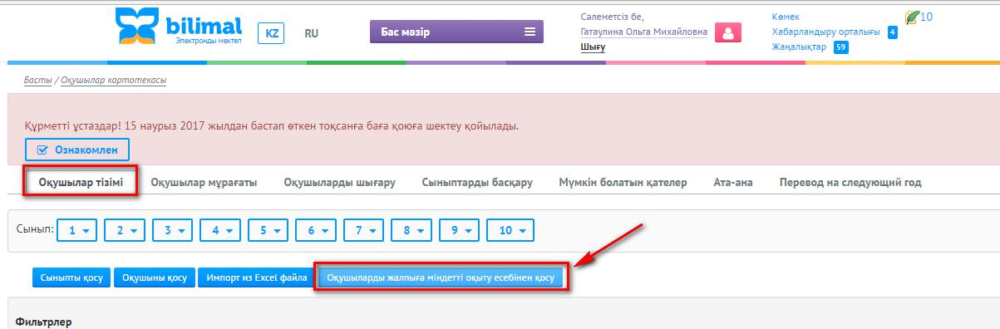 bilimal
Электронды мектеп
KZ RU
Бас мәзір
Сәлеметсіз бе,
Гатаулина Ольга Михайловна
Шығу
Көмек
10
Хабарландыру орталығы 4
Жаңалықтар 59
Басты / Оқушылар картотекасы
Құрметті ұстаздар! 15 наурыз 2017 жылдан бастап өткен тоқсанға баға қоюға шектеу қойылады.
Ознакомлен
Оқушылар тізімі Оқушылар мұрағаты Оқушыларды шығару Сыныптарды басқару Мүмкін болатын қателер Ата-ана Перевод на следующий год
Сынып: 1 2 3 4 5 6 7 8 9 10
Сыныпты қосу Оқушыны қосу Импорт из Excel файла Оқушыларды жалпыға міндетті оқыту есебінен қосу
Фильтрлер